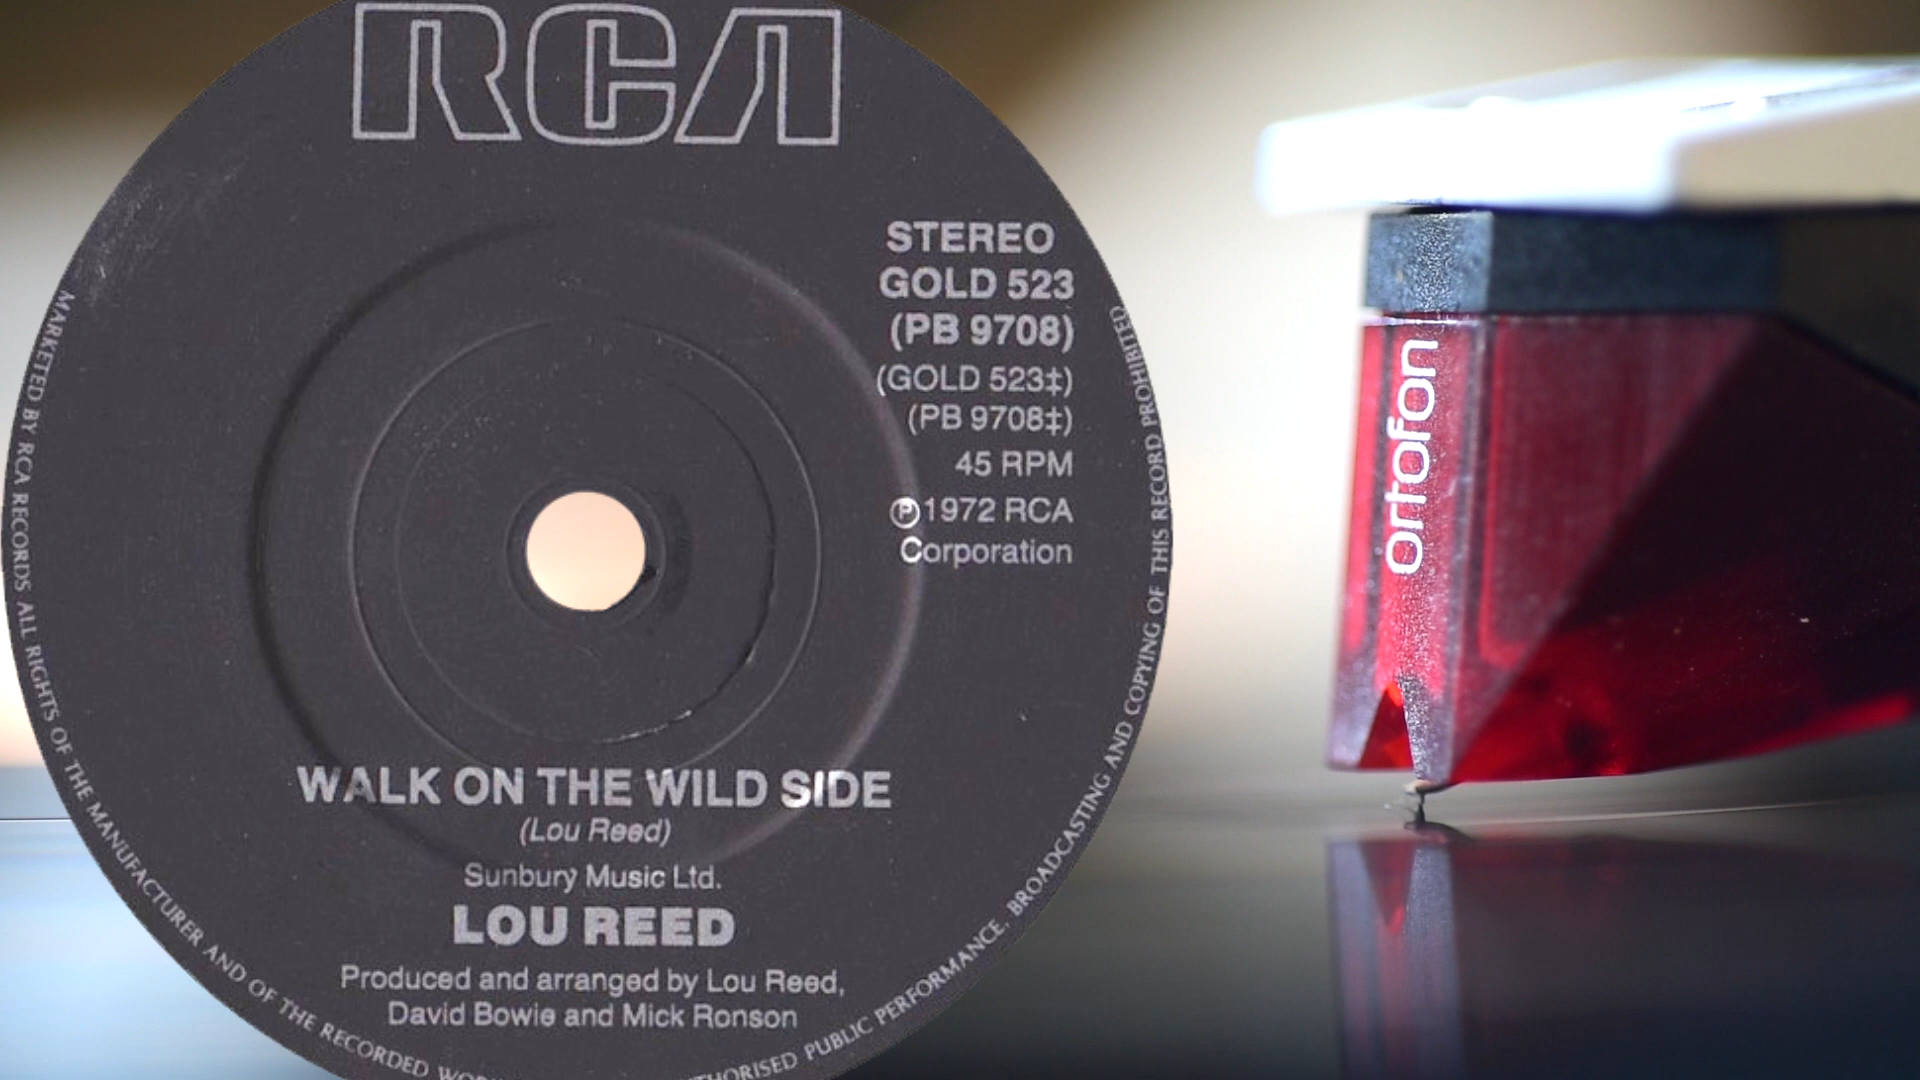 RCA
STEREO
GOLD 523
(PB 9708)
(GOLD 523‡)
(PB 9708‡)
45 RPM
Ⓟ1972 RCA
Corporation
WALK ON THE WILD SIDE
(Lou Reed)
Sunbury Music Ltd.
LOU REED
Produced and arranged by Lou Reed,
David Bowie and Mick Ronson
MARKETED BY RCA RECORDS ALL RIGHTS OF THE MANUFACTURER AND OF THE RECORDED
PUBLIC PERFORMANCE, BROADCASTING AND COPYING OF THIS RECORD PROHIBITED
ortofon